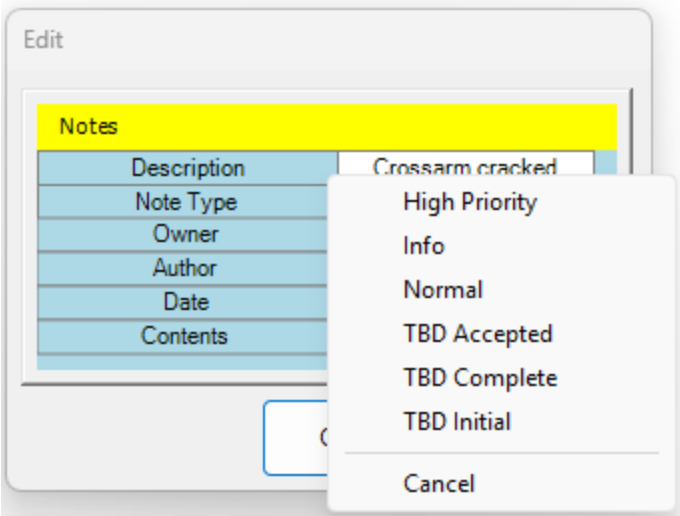 Edit
Notes
Description Crossarm cracked
Note Type
Owner
Author
Date
Contents
High Priority
Info
Normal
TBD Accepted
TBD Complete
TBD Initial
Cancel